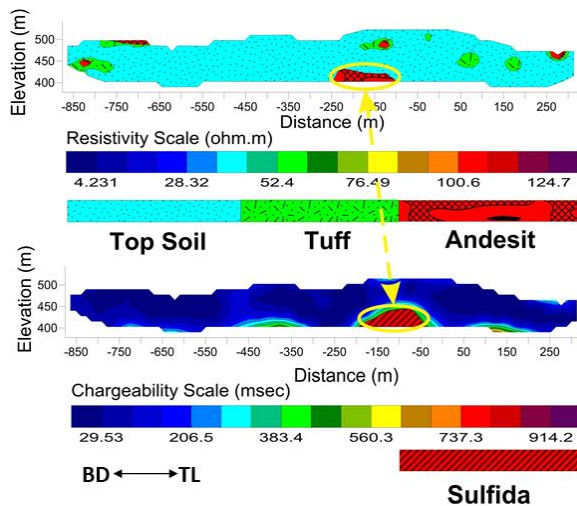 Elevation (m)
500
450
400
-850 -750 -650 -550 -450 -350 -250 -150 -50 50 150 250
Distance (m)
Resistivity Scale (ohm.m)
4.231 28.32 52.4 76.49 100.6 124.7
Top Soil Tuff Andesit
Elevation (m)
500
450
400
-850 -750 -650 -550 -450 -350 -250 -150 -50 50 150 250
Distance (m)
Chargeability Scale (msec)
29.53 206.5 383.4 560.3 737.3 914.2
BD TL
Sulfida